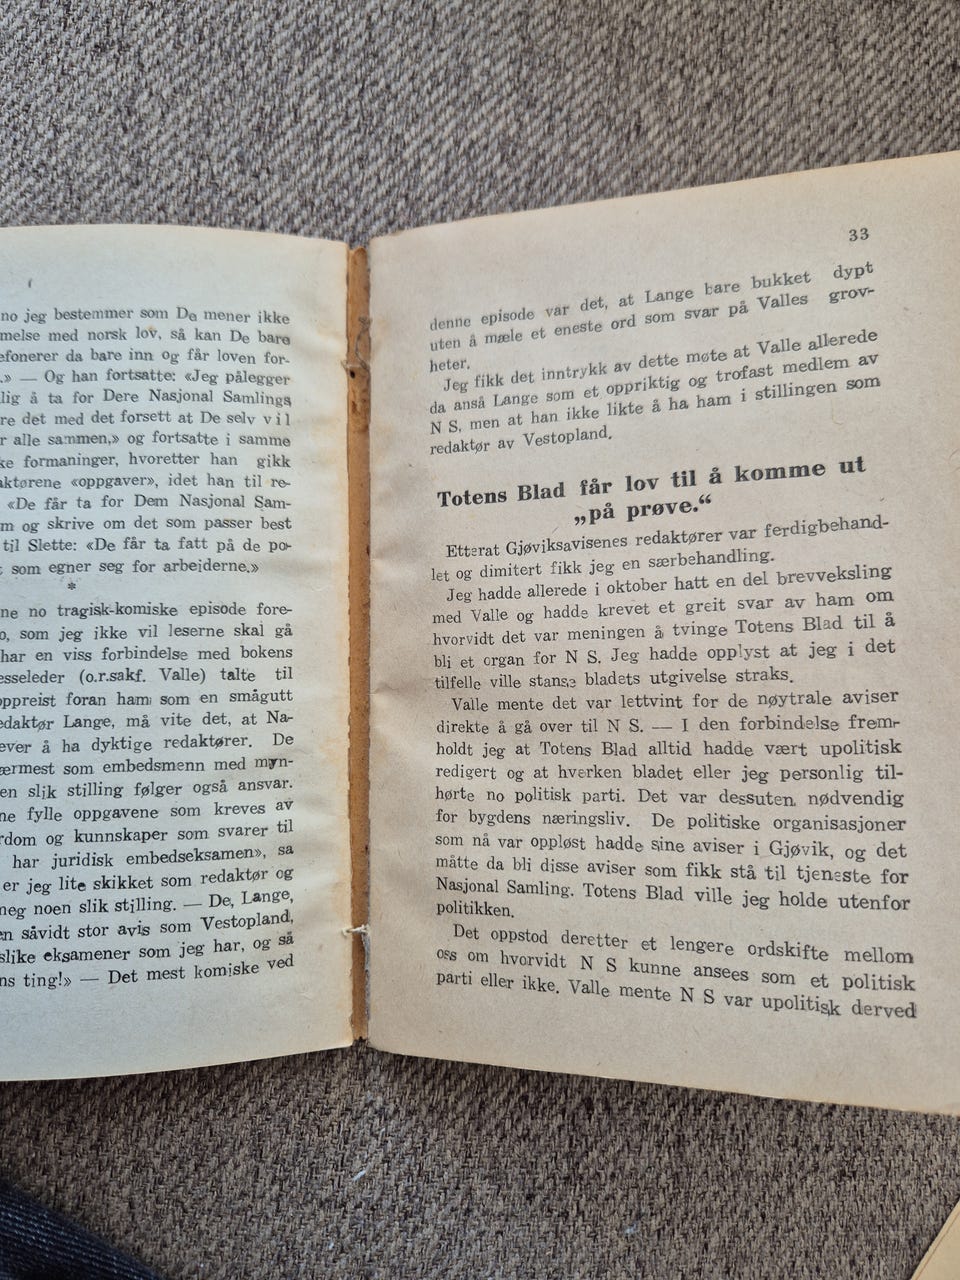 no jeg bestemmer som De mener ikke
melse med norsk lov, så kan De bare
efonerer da bare inn og får loven for-
.» — Og han fortsatte: «Jeg pålegger
lig å ta for Dere Nasjonal Samlings
re det med det forsett at De selv vil
r alle sammen,» og fortsatte i samme
ke formaninger, hvoretter han gikk
aktørene «oppgaver», idet han til re-
«De får ta for Dem Nasjonal Sam-
m og skrive om det som passer best
til Slette: «De får ta fatt på de po-
som egner seg for arbeiderne.»
*
ne no tragisk-komiske episode fore-
o, som jeg ikke vil leserne skal gå
har en viss forbindelse med bokens
esseleder (o.r.sakf. Valle) talte til
oppreist foran ham som en smågutt
edaktør Lange, må vite det, at Na-
ever å ha dyktige redaktører. De
ærmest som embedsmenn med myn-
en slik stilling følger også ansvar.
ne fylle oppgavene som kreves av
rdom og kunnskaper som svarer til
har juridisk embedseksamen», sa
er jeg lite skikket som redaktør og
meg noen slik stilling. — De, Lange,
en såvidt stor avis som Vestopland,
slike eksamener som jeg har, og så
ns ting!» — Det mest komiske ved
33
denne episode var det, at Lange bare bukket dypt
uten å mæle et eneste ord som svar på Valles grov-
heter.
Jeg fikk det inntrykk av dette møte at Valle allerede
da anså Lange som et oppriktig og trofast medlem av
N S, men at han ikke likte å ha ham i stillingen som
redaktør av Vestopland.
Totens Blad får lov til å komme ut
„på prøve.“
Etterat Gjøviksavisenes redaktører var ferdigbehand-
let og dimitert fikk jeg en særbehandling.
Jeg hadde allerede i oktober hatt en del brevveksling
med Valle og hadde krevet et greit svar av ham om
hvorvidt det var meningen å tvinge Totens Blad til å
bli et organ for N S. Jeg hadde opplyst at jeg i det
tilfelle ville stanse bladets utgivelse straks.
Valle mente det var lettvint for de nøytrale aviser
direkte å gå over til N S. — I den forbindelse frem-
holdt jeg at Totens Blad alltid hadde vært upolitisk
redigert og at hverken bladet eller jeg personlig til-
hørte no politisk parti. Det var dessuten nødvendig
for bygdens næringsliv. De politiske organisasjoner
som nå var oppløst hadde sine aviser i Gjøvik, og det
måtte da bli disse aviser som fikk stå til tjeneste for
Nasjonal Samling. Totens Blad ville jeg holde utenfor
politikken.
Det oppstod deretter et lengere ordskifte mellom
oss om hvorvidt N S kunne ansees som et politisk
parti eller ikke. Valle mente N S var upolitisk derved